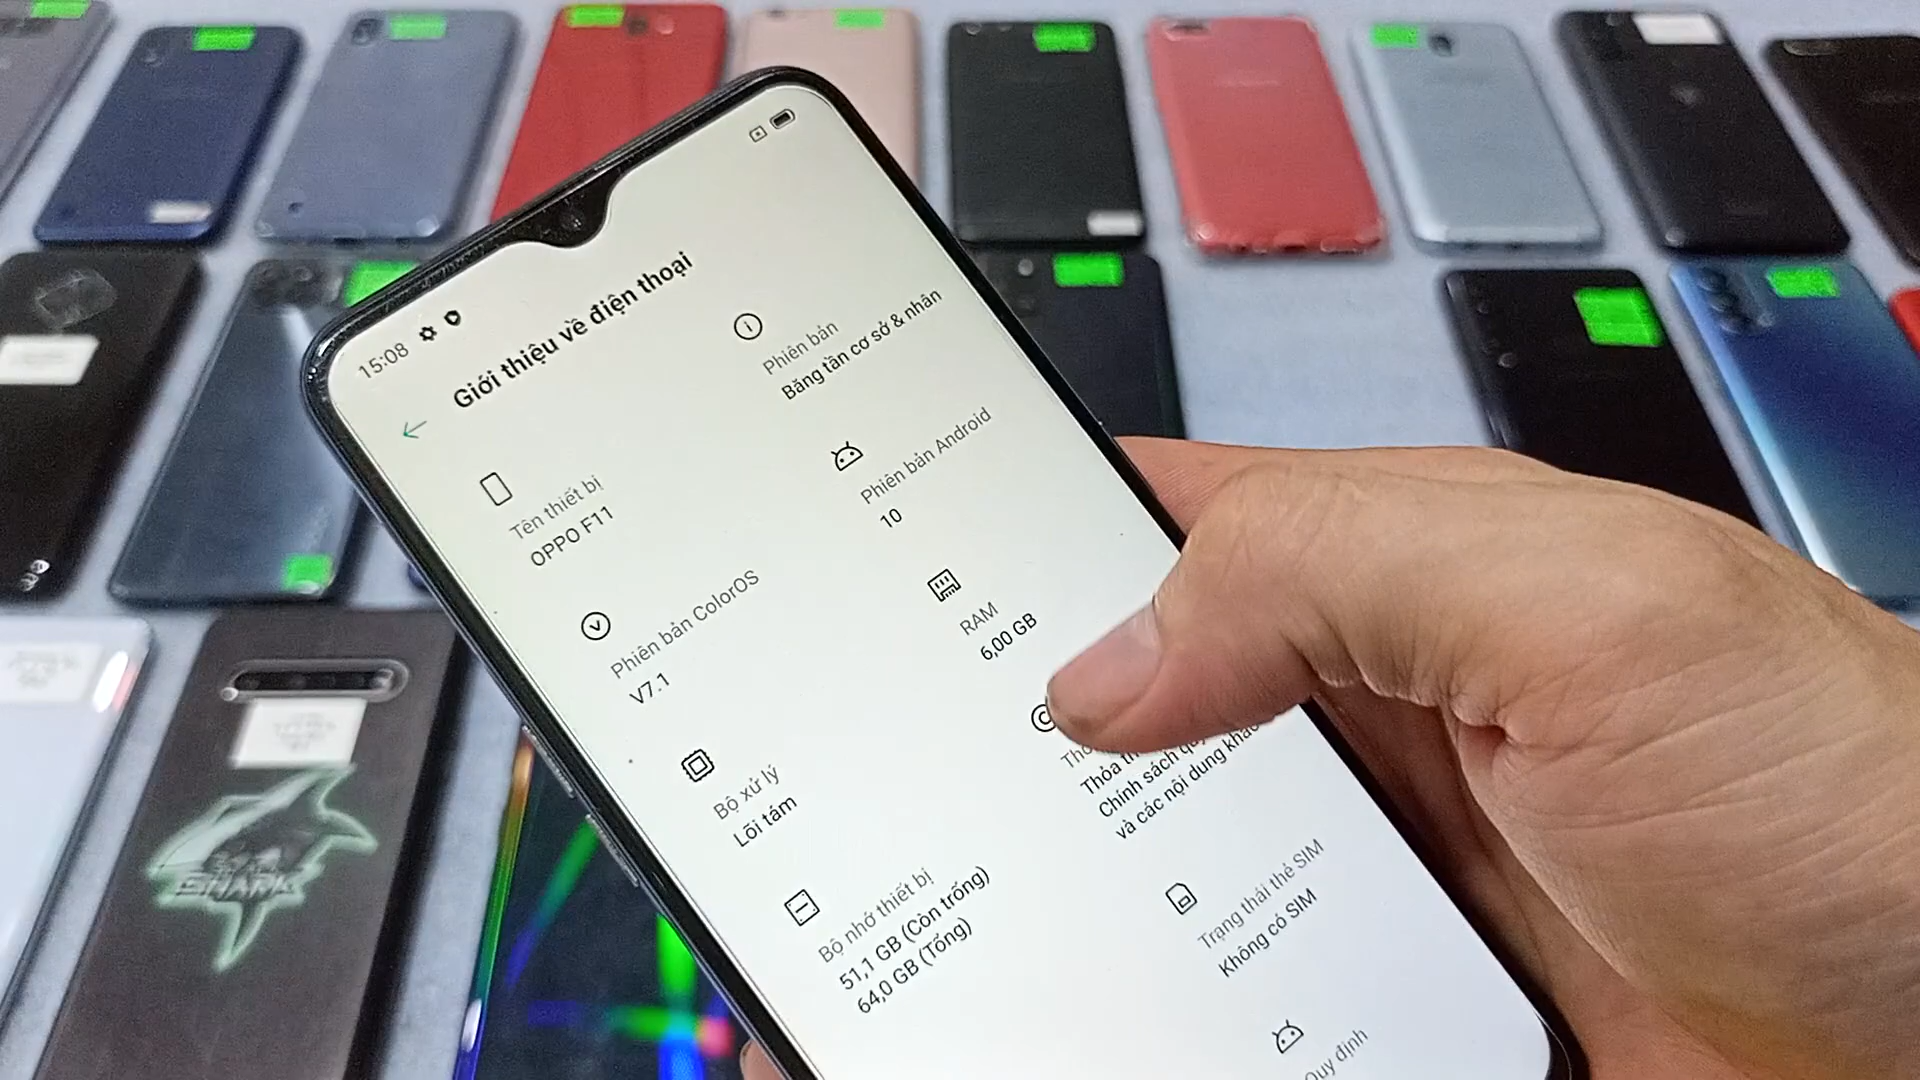 15:08
Giới thiệu về điện thoại
Tên thiết bị
OPPO F11
Phiên bản
Băng tần cơ sở & nhân
Phiên bản ColorOS
V7.1
Phiên bản Android
10
Bộ xử lý
Lõi tám
RAM
6,00 GB
Bộ nhớ thiết bị
51,1 GB (Còn trống)
64,0 GB (Tổng)
Thỏa
Chính sách
và các nội dung khác
Trạng thái thẻ SIM
Không có SIM
Quy định
SHARK